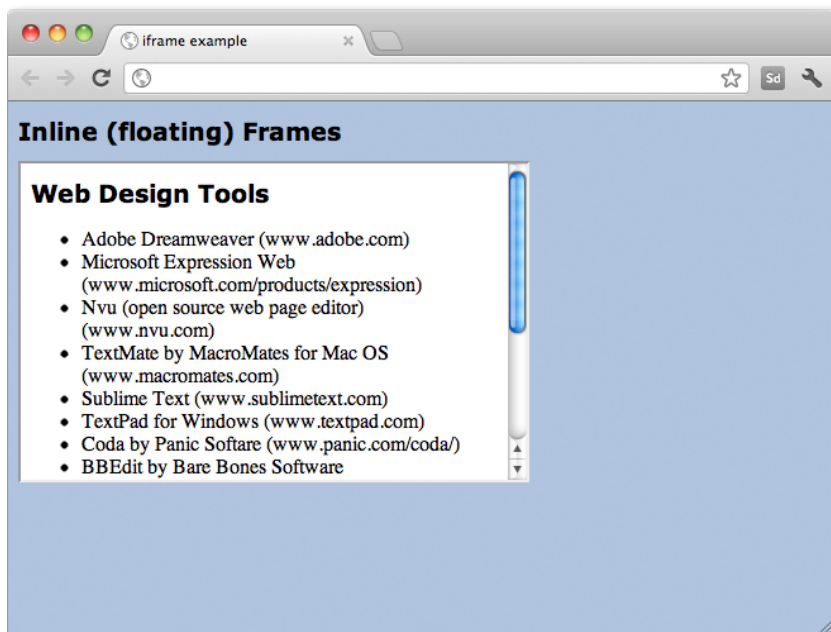 iframe example
Sd
Inline (floating) Frames
Web Design Tools
• Adobe Dreamweaver (www.adobe.com)
• Microsoft Expression Web
(www.microsoft.com/products/expression)
• Nvu (open source web page editor)
(www.nvu.com)
• TextMate by MacroMates for Mac OS
(www.macromates.com)
• Sublime Text (www.sublimetext.com)
• TextPad for Windows (www.textpad.com)
• Coda by Panic Softare (www.panic.com/coda/)
• BBEdit by Bare Bones Software